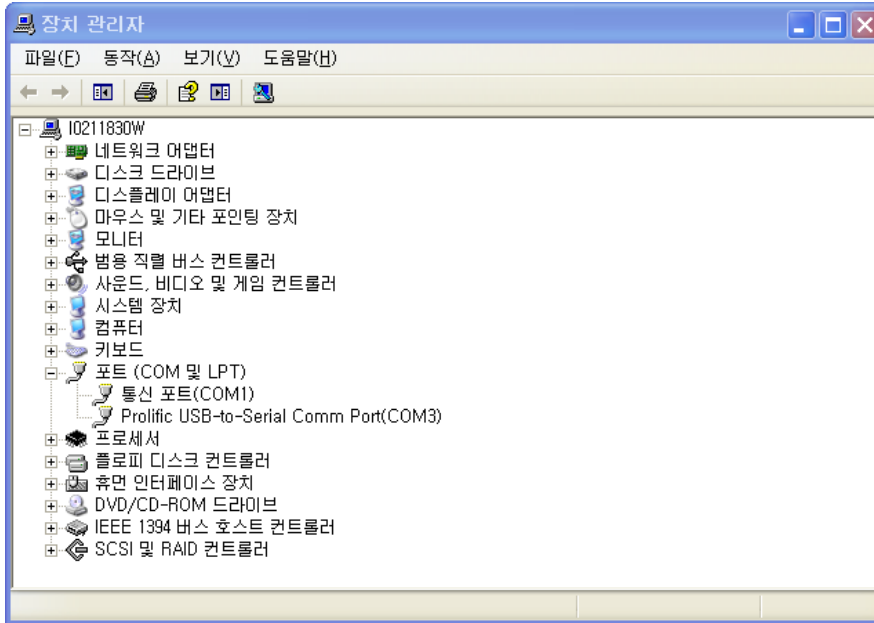 장치 관리자
파일(F) 동작(A) 보기(V) 도움말(H)
I0211830W
네트워크 어댑터
디스크 드라이브
디스플레이 어댑터
마우스 및 기타 포인팅 장치
모니터
범용 직렬 버스 컨트롤러
사운드, 비디오 및 게임 컨트롤러
시스템 장치
컴퓨터
키보드
포트 (COM 및 LPT)
통신 포트(COM1)
Prolific USB-to-Serial Comm Port(COM3)
프로세서
플로피 디스크 컨트롤러
휴먼 인터페이스 장치
DVD/CD-ROM 드라이브
IEEE 1394 버스 호스트 컨트롤러
SCSI 및 RAID 컨트롤러